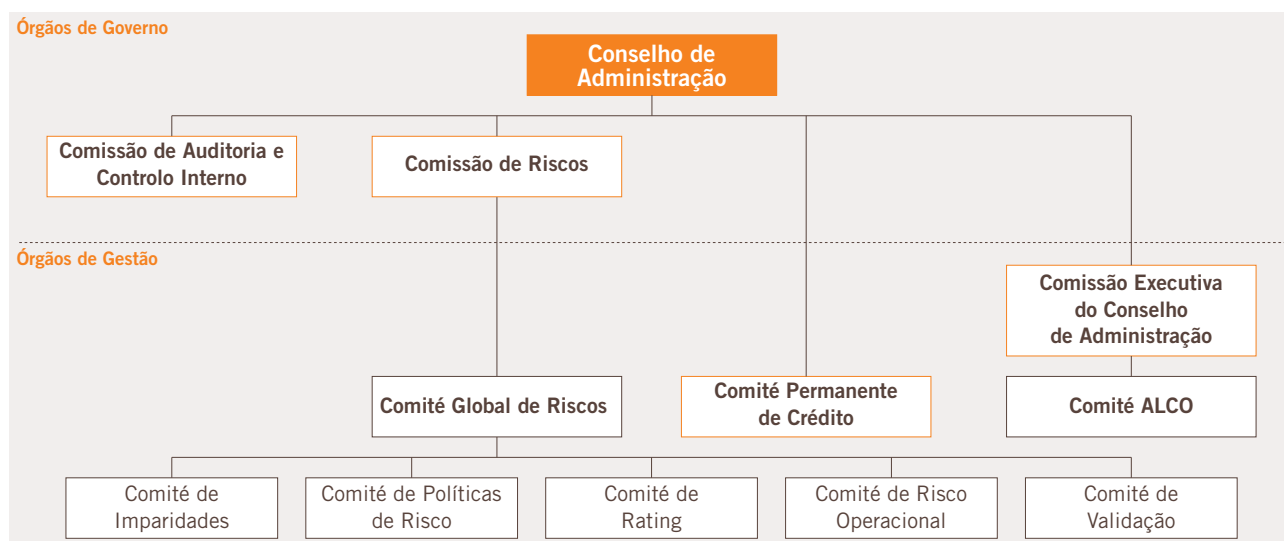 Órgãos de Governo
Conselho de
Administração
Comissão de Auditoria e
Controlo Interno
Comissão de Riscos
Órgãos de Gestão
Comissão Executiva
do Conselho
de Administração
Comité Global de Riscos
Comité Permanente
de Crédito
Comité ALCO
Comité de
Imparidades
Comité de Políticas
de Risco
Comité de
Rating
Comité de Risco
Operacional
Comité de
Validação